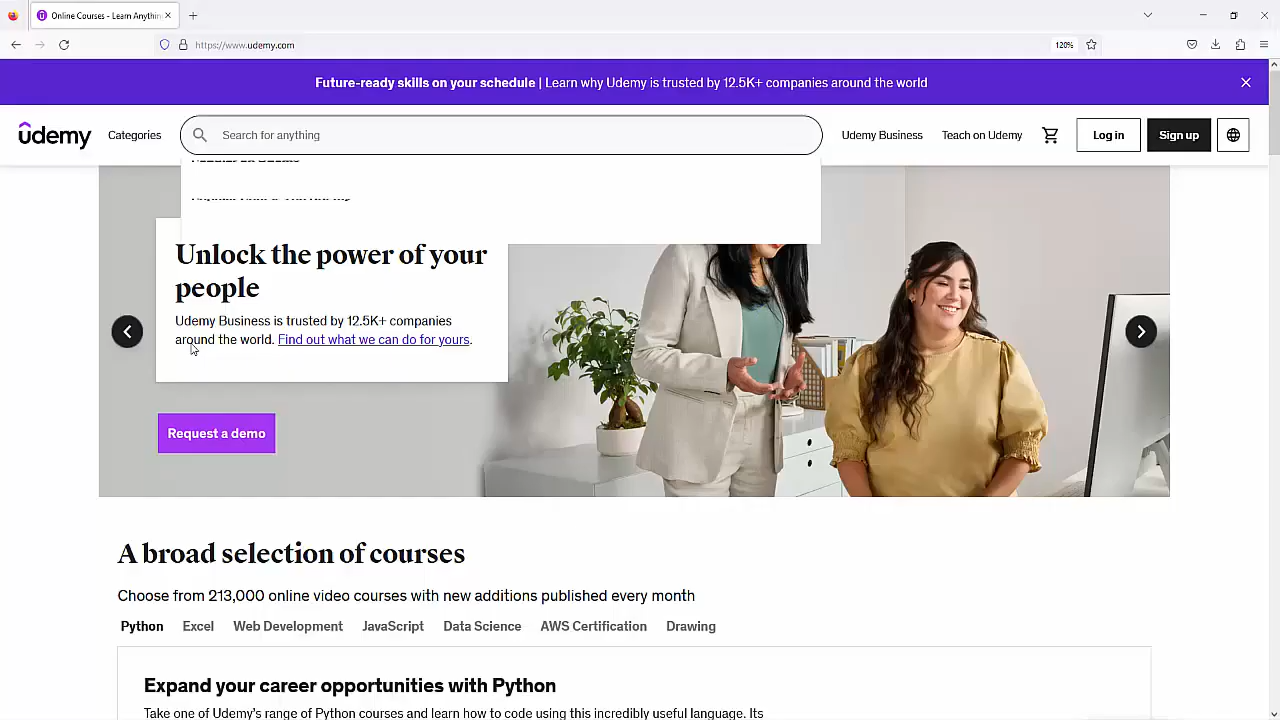 Online Courses - Learn Anythin
https://www.udemy.com
120%
Future-ready skills on your schedule | Learn why Udemy is trusted by 12.5K+ companies around the world
udemy
Categories
Search for anything
Udemy Business
Teach on Udemy
Log in
Sign up
Unlock the power of your
people
Udemy Business is trusted by 12.5K+ companies
around the world. Find out what we can do for yours.
Request a demo
A broad selection of courses
Choose from 213,000 online video courses with new additions published every month
Python Excel Web Development JavaScript Data Science AWS Certification Drawing
Expand your career opportunities with Python
Take one of Udemy's range of Python courses and learn how to code using this incredibly useful language. Its